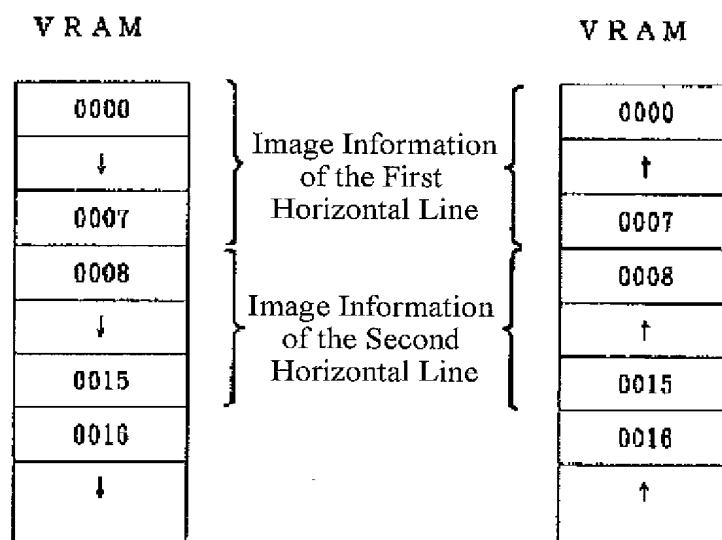 VRAM
0000
↓
0007
0008
↓
0015
0016
↓
Image Information
of the First
Horizontal Line
Image Information
of the Second
Horizontal Line
VRAM
0000
↑
0007
0008
↑
0015
0016
↑